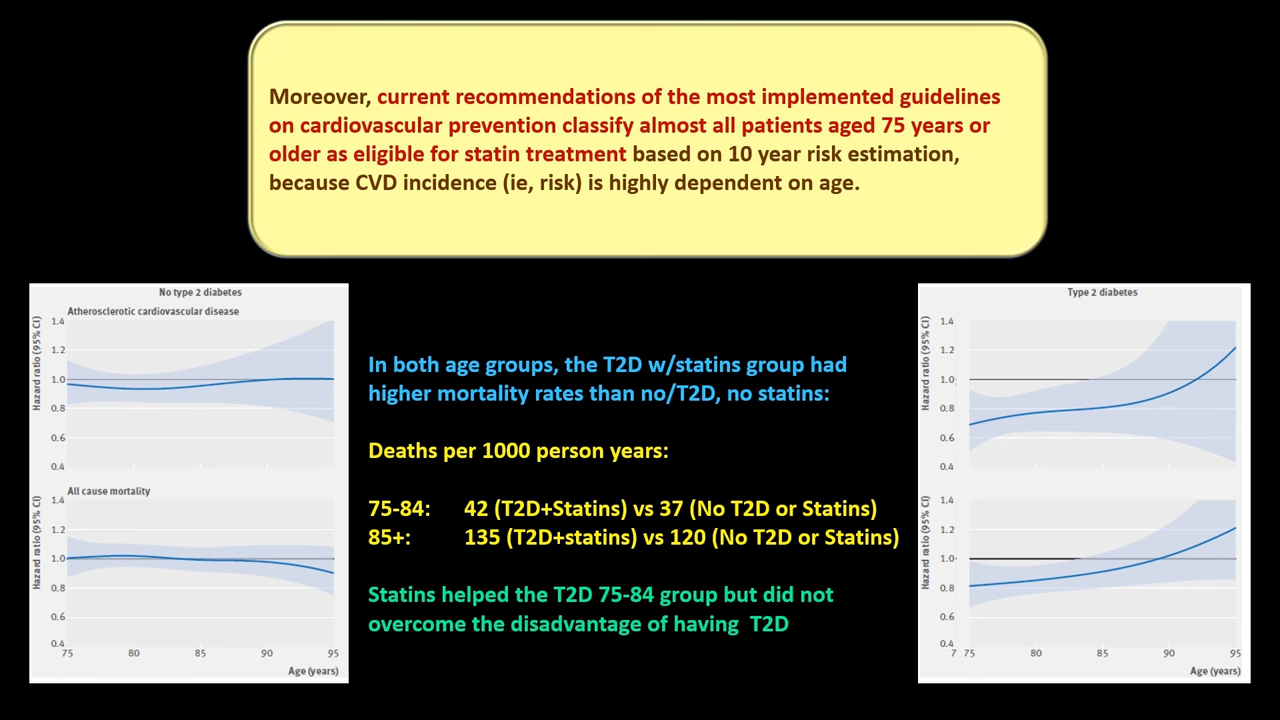 Moreover, current recommendations of the most implemented guidelines
on cardiovascular prevention classify almost all patients aged 75 years or
older as eligible for statin treatment based on 10 year risk estimation,
because CVD incidence (ie, risk) is highly dependent on age.
No type 2 diabetes
Atherosclerotic cardiovascular disease
Hazard ratio (95% CI)
1.4
1.2
1.0
0.8
0.6
0.4
All cause mortality
Hazard ratio (95% CI)
1.4
1.2
1.0
0.8
0.6
0.4
75 80 85 90 95
Age (years)
In both age groups, the T2D w/statins group had
higher mortality rates than no/T2D, no statins:
Deaths per 1000 person years:
75-84: 42 (T2D+Statins) vs 37 (No T2D or Statins)
85+: 135 (T2D+statins) vs 120 (No T2D or Statins)
Statins helped the T2D 75-84 group but did not
overcome the disadvantage of having T2D
Type 2 diabetes
Hazard ratio (95% CI)
1.4
1.2
1.0
0.8
0.6
0.4
Hazard ratio (95% CI)
1.4
1.2
1.0
0.8
0.6
0.4
7 75 80 85 90 95
Age (years)